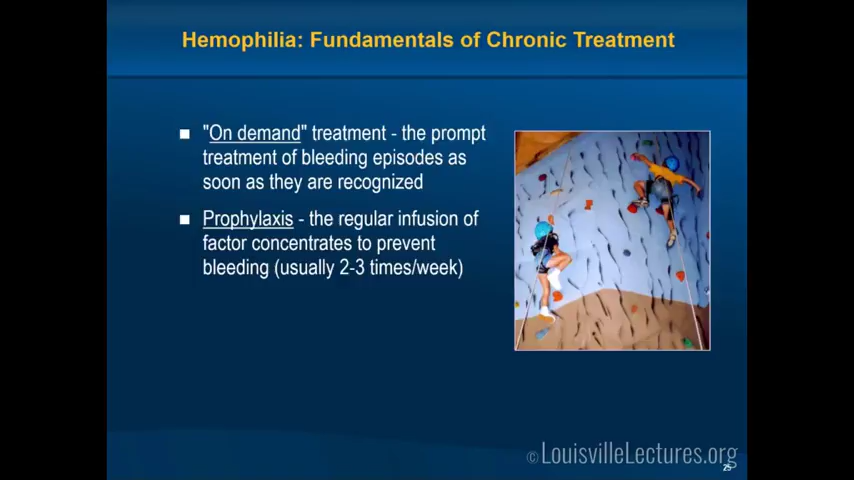 Hemophilia: Fundamentals of Chronic Treatment
"On demand" treatment - the prompt
treatment of bleeding episodes as
soon as they are recognized
Prophylaxis - the regular infusion of
factor concentrates to prevent
bleeding (usually 2-3 times/week)
© LouisvilleLectures.org
25